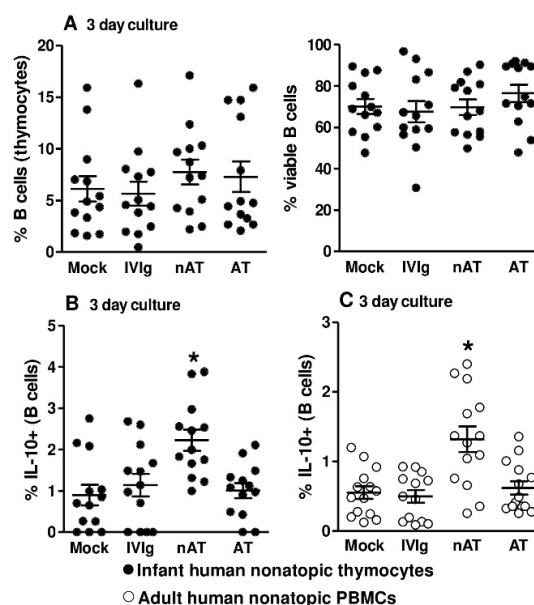 A 3 day culture
% B cells (thymocytes)
20
15
10
5
0
Mock IVIg nAT AT
% viable B cells
100
80
60
40
20
0
Mock IVIg nAT AT
B 3 day culture
% IL-10+ (B cells)
5
4
3
2
1
0
*
Mock IVIg nAT AT
C 3 day culture
% IL-10+ (B cells)
3
2
1
0
*
Mock IVIg nAT AT
Infant human nonatopic thymocytes
Adult human nonatopic PBMCs